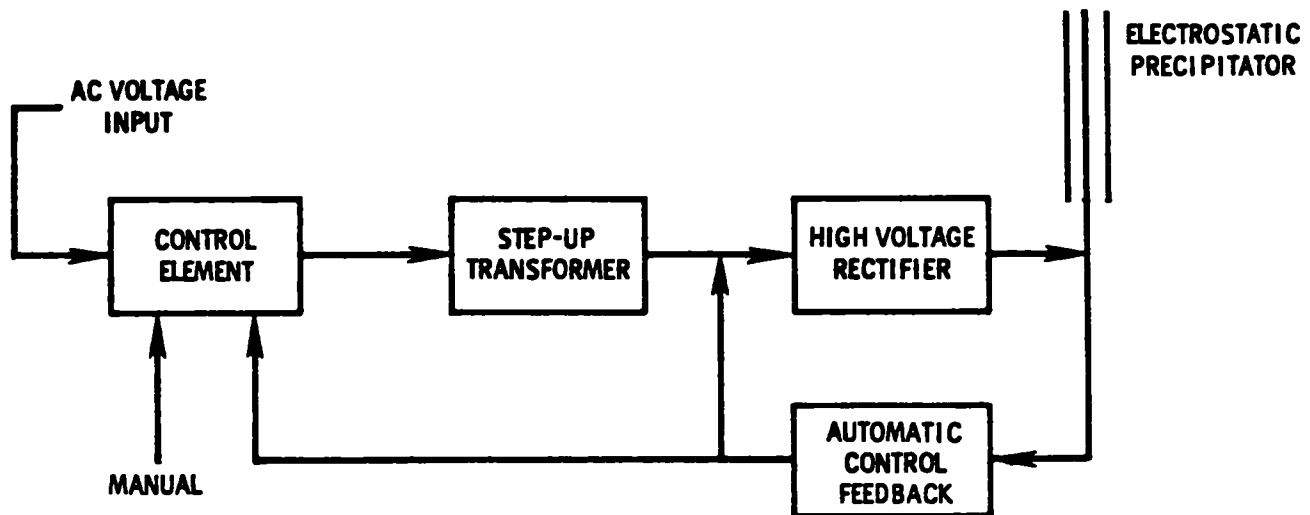 ELECTROSTATIC
PRECIPITATOR
AC VOLTAGE
INPUT
CONTROL
ELEMENT
STEP-UP
TRANSFORMER
HIGH VOLTAGE
RECTIFIER
AUTOMATIC
CONTROL
FEEDBACK
MANUAL